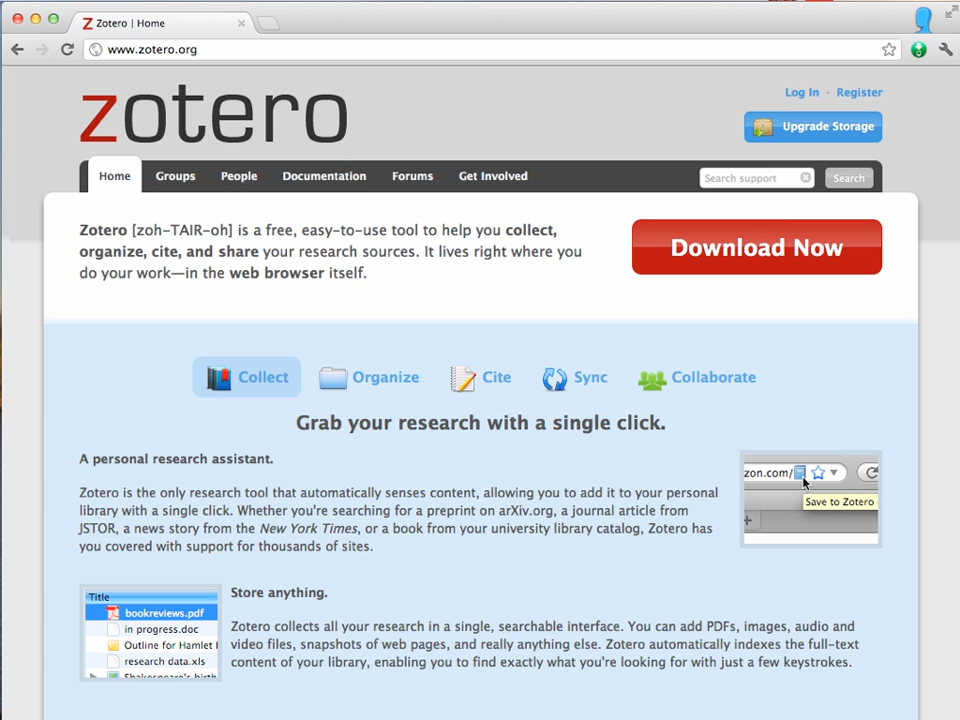 Zotero | Home
www.zotero.org
zotero
Log In · Register
Upgrade Storage
Home Groups People Documentation Forums Get Involved
Search support Search
Zotero [zoh-TAIR-oh] is a free, easy-to-use tool to help you collect,
organize, cite, and share your research sources. It lives right where you
do your work—in the web browser itself.
Download Now
Collect Organize Cite Sync Collaborate
Grab your research with a single click.
A personal research assistant.
Zotero is the only research tool that automatically senses content, allowing you to add it to your personal
library with a single click. Whether you're searching for a preprint on arXiv.org, a journal article from
JSTOR, a news story from the New York Times, or a book from your university library catalog, Zotero has
you covered with support for thousands of sites.
zon.com/
Save to Zotero
Title
bookreviews.pdf
in progress.doc
Outline for Hamlet
research data.xls
Shakespeare's birth
Store anything.
Zotero collects all your research in a single, searchable interface. You can add PDFs, images, audio and
video files, snapshots of web pages, and really anything else. Zotero automatically indexes the full-text
content of your library, enabling you to find exactly what you're looking for with just a few keystrokes.